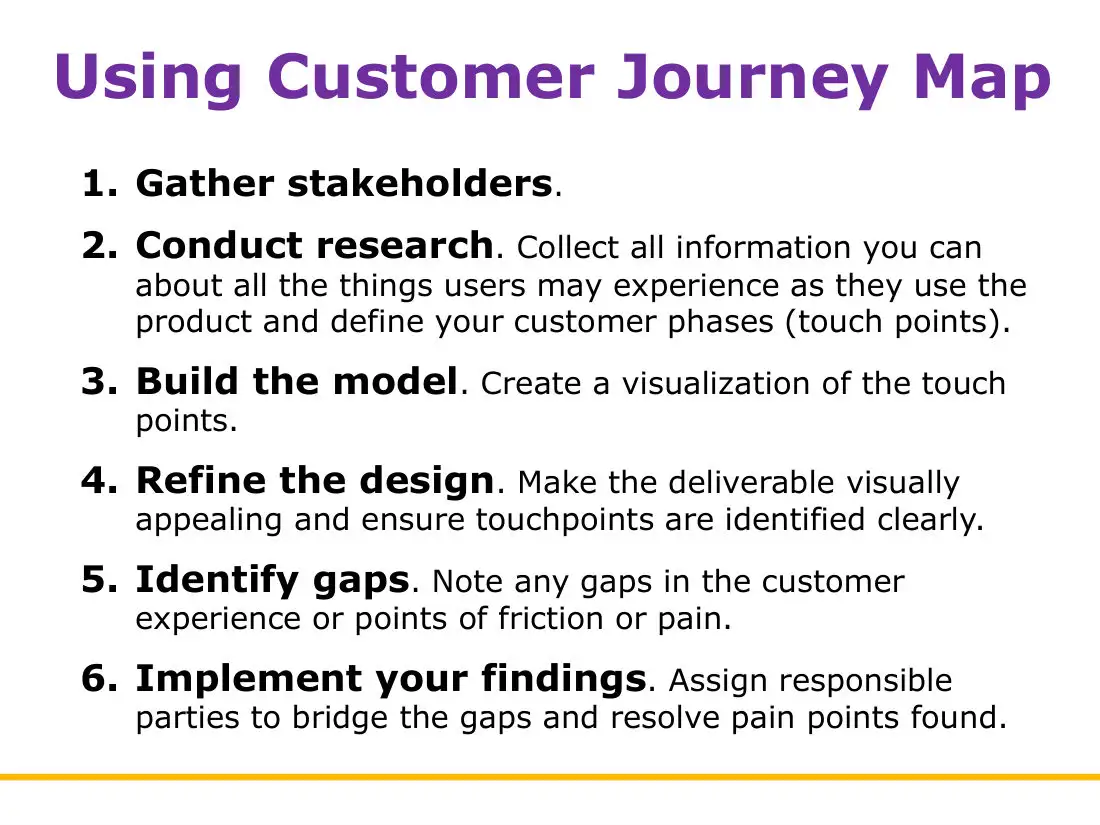 Using Customer Journey Map
1. Gather stakeholders.
2. Conduct research. Collect all information you can
about all the things users may experience as they use the
product and define your customer phases (touch points).
3. Build the model. Create a visualization of the touch
points.
4. Refine the design. Make the deliverable visually
appealing and ensure touchpoints are identified clearly.
5. Identify gaps. Note any gaps in the customer
experience or points of friction or pain.
6. Implement your findings. Assign responsible
parties to bridge the gaps and resolve pain points found.